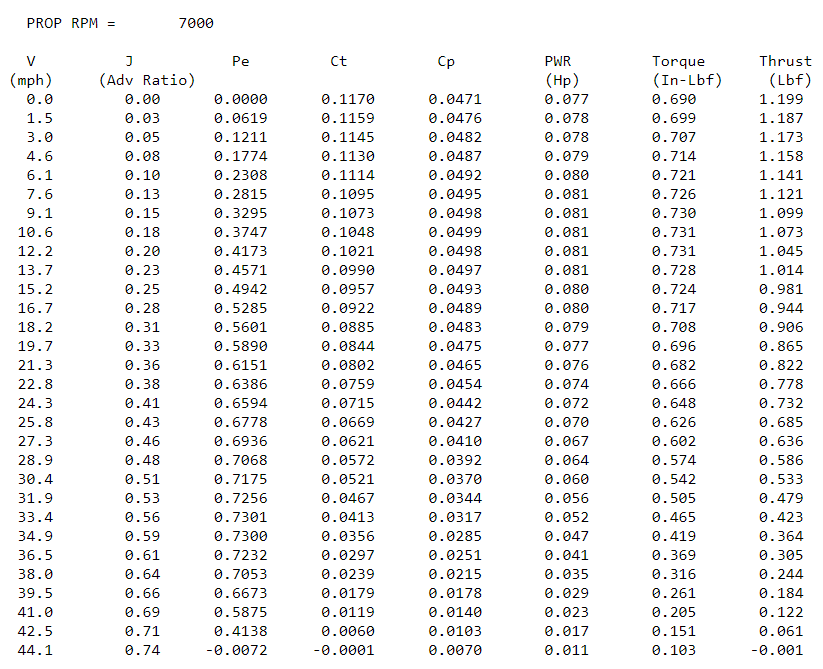 PROP RPM = 7000
V J Pe Ct Cp PWR Torque Thrust
(mph) (Adv Ratio) (Hp) (In-Lbf) (Lbf)
0.0 0.00 0.0000 0.1170 0.0471 0.077 0.690 1.199
1.5 0.03 0.0619 0.1159 0.0476 0.078 0.699 1.187
3.0 0.05 0.1211 0.1145 0.0482 0.078 0.707 1.173
4.6 0.08 0.1774 0.1130 0.0487 0.079 0.714 1.158
6.1 0.10 0.2308 0.1114 0.0492 0.080 0.721 1.141
7.6 0.13 0.2815 0.1095 0.0495 0.081 0.726 1.121
9.1 0.15 0.3295 0.1073 0.0498 0.081 0.730 1.099
10.6 0.18 0.3747 0.1048 0.0499 0.081 0.731 1.073
12.2 0.20 0.4173 0.1021 0.0498 0.081 0.731 1.045
13.7 0.23 0.4571 0.0990 0.0497 0.081 0.728 1.014
15.2 0.25 0.4942 0.0957 0.0493 0.080 0.724 0.981
16.7 0.28 0.5285 0.0922 0.0489 0.080 0.717 0.944
18.2 0.31 0.5601 0.0885 0.0483 0.079 0.708 0.906
19.7 0.33 0.5890 0.0844 0.0475 0.077 0.696 0.865
21.3 0.36 0.6151 0.0802 0.0465 0.076 0.682 0.822
22.8 0.38 0.6386 0.0759 0.0454 0.074 0.666 0.778
24.3 0.41 0.6594 0.0715 0.0442 0.072 0.648 0.732
25.8 0.43 0.6778 0.0669 0.0427 0.070 0.626 0.685
27.3 0.46 0.6936 0.0621 0.0410 0.067 0.602 0.636
28.9 0.48 0.7068 0.0572 0.0392 0.064 0.574 0.586
30.4 0.51 0.7175 0.0521 0.0370 0.060 0.542 0.533
31.9 0.53 0.7256 0.0467 0.0344 0.056 0.505 0.479
33.4 0.56 0.7301 0.0413 0.0317 0.052 0.465 0.423
34.9 0.59 0.7300 0.0356 0.0285 0.047 0.419 0.364
36.5 0.61 0.7232 0.0297 0.0251 0.041 0.369 0.305
38.0 0.64 0.7053 0.0239 0.0215 0.035 0.316 0.244
39.5 0.66 0.6673 0.0179 0.0178 0.029 0.261 0.184
41.0 0.69 0.5875 0.0119 0.0140 0.023 0.205 0.122
42.5 0.71 0.4138 0.0060 0.0103 0.017 0.151 0.061
44.1 0.74 -0.0072 -0.0001 0.0070 0.011 0.103 -0.001